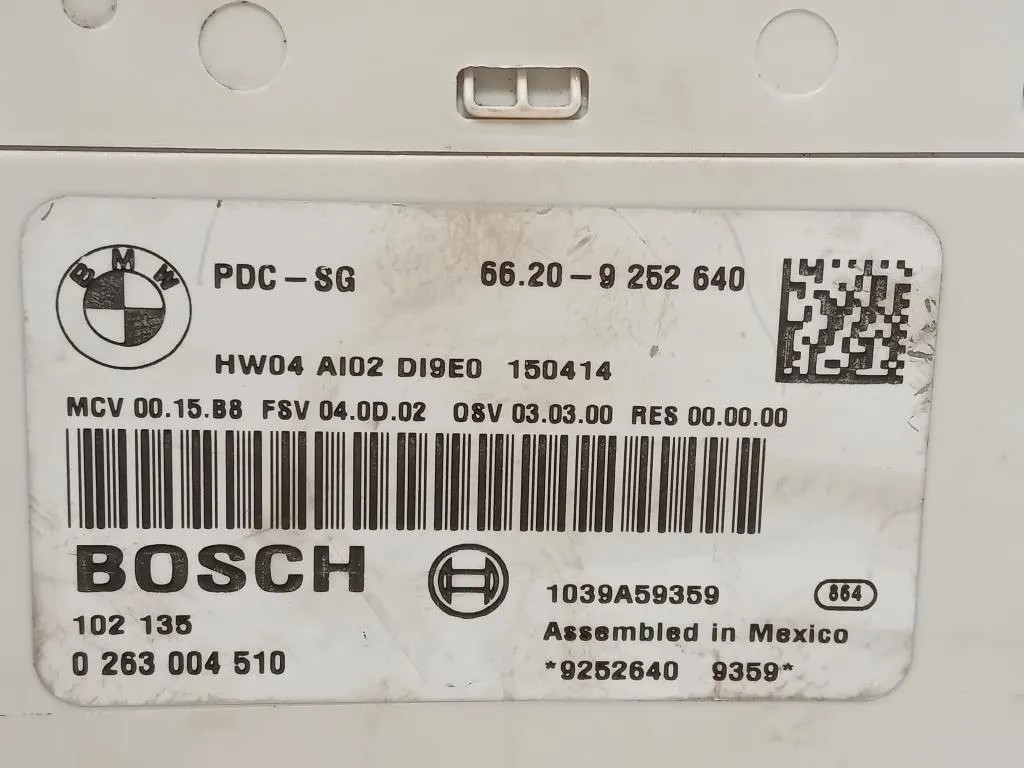 BMW
PDC-SG 66.20-9 252 640
HW04 AI02 DI9E0 150414
MCV 00.15.B8 FSV 04.0D.02 OSV 03.03.00 RES 00.00.00
BOSCH
1039A59359 864
102 135 Assembled in Mexico
0 263 004 510 *9252640 9359*